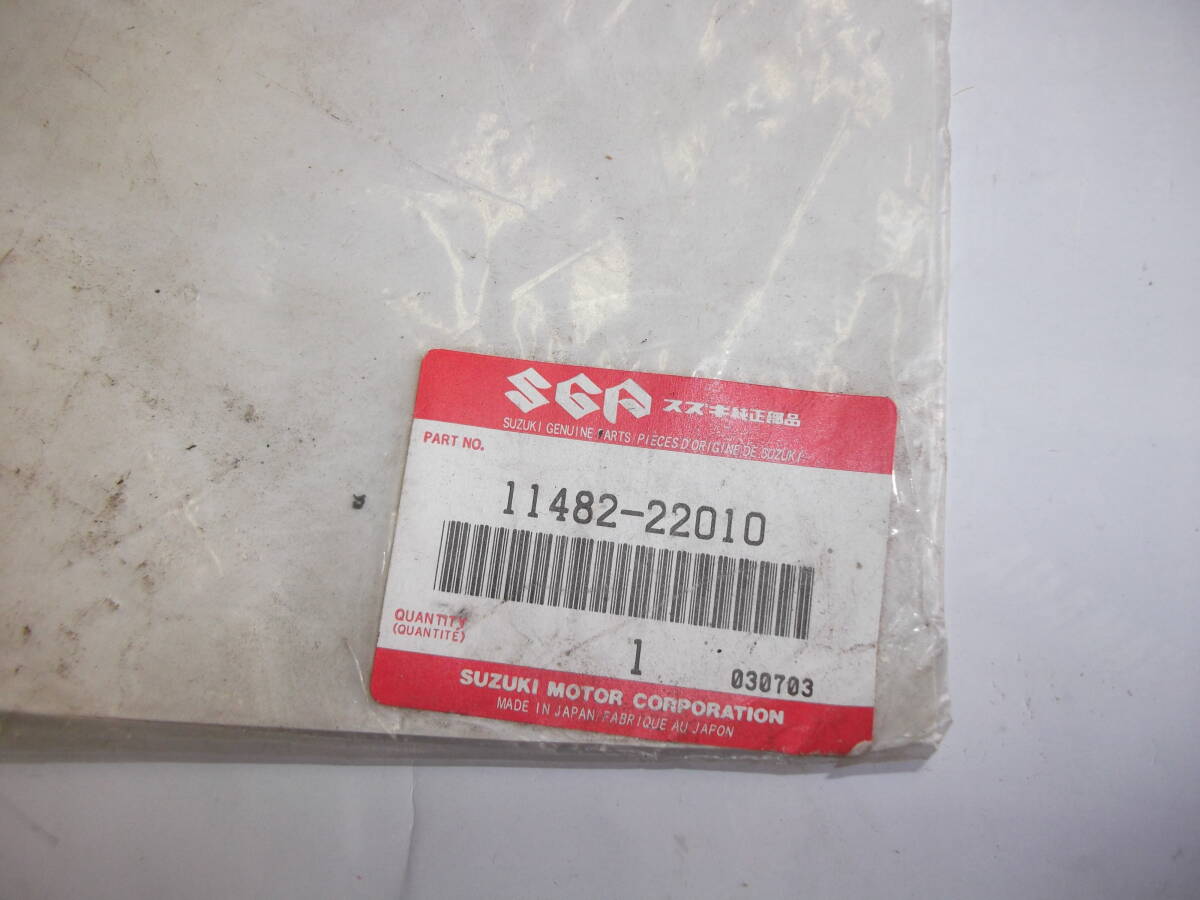 SGP スズキ純正部品
SUZUKI GENUINE PARTS/PIECES D'ORIGINE DE SUZUKI
PART NO.
11482-22010
QUANTITY
(QUANTITÉ)
1
030703
SUZUKI MOTOR CORPORATION
MADE IN JAPAN/FABRIQUE AU JAPON